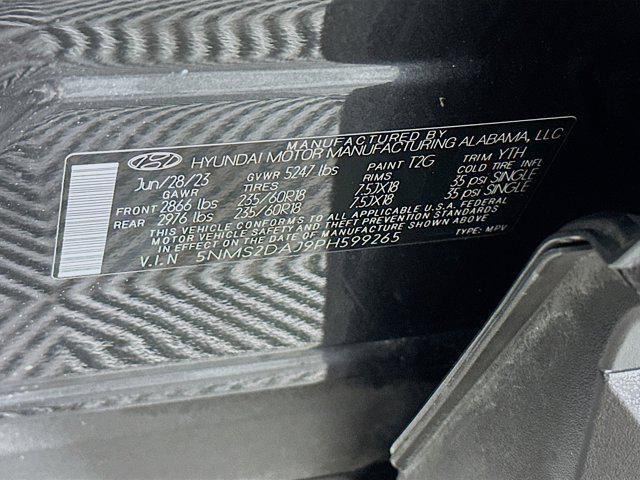 MANUFACTURED BY
HYUNDAI MOTOR MANUFACTURING ALABAMA, LLC
Jun/28/23 GVWR 5247 lbs PAINT T2G TRIM YTH
GAWR TIRES RIMS COLD TIRE INFL
FRONT 2866 lbs 235/60R18 7.5JX18 35 psi SINGLE
REAR 2976 lbs 235/60R18 7.5JX18 35 psi SINGLE
THIS VEHICLE CONFORMS TO ALL APPLICABLE U.S.A. FEDERAL
MOTOR VEHICLE SAFETY AND THEFT PREVENTION STANDARDS
IN EFFECT ON THE DATE OF MANUFACTURE SHOWN ABOVE
V.I.N 5NMS2DAJ9PH599265 TYPE: MPV